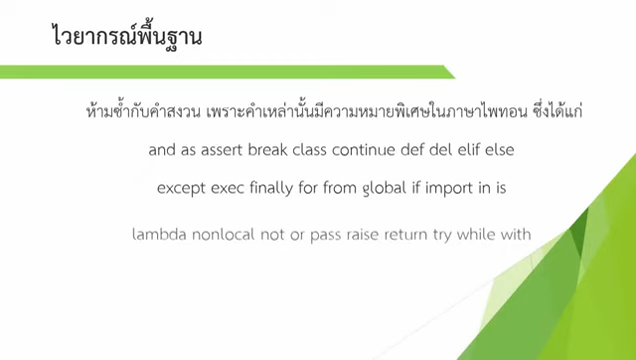 ไวยากรณ์พื้นฐาน
ห้ามซ้ำกับคำสงวน เพราะคำเหล่านั้นมีความหมายพิเศษในภาษาไพทอน ซึ่งได้แก่
and as assert break class continue def del elif else
except exec finally for from global if import in is
lambda nonlocal not or pass raise return try while with